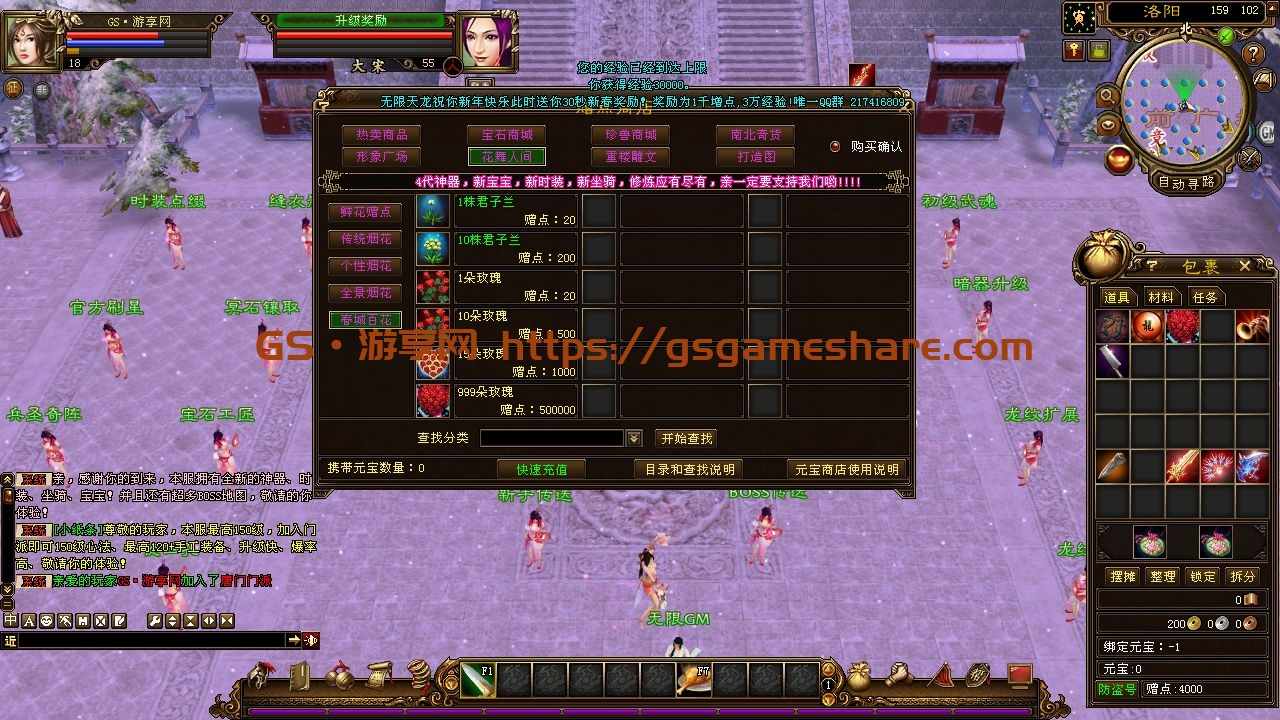 GS·游享网
18
升级奖励
大宋
55
征
您的经验已经到达上限
你获得经验30000。
无限天龙祝你新年快乐此时送你30秒新春奖励!奖励为1千增点,3万经验!唯一QQ群 217416809
洛阳
159 102
北
自动寻路
GM
热卖商品
宝石商城
珍兽商城
南北奇货
形象广场
花舞人间
重楼雕文
打造图
购买确认
4代神器，新宝宝，新时装，新坐骑，修炼应有尽有，亲一定要支持我们哟!!!!
鲜花赠点
传统烟花
个性烟花
全景烟花
春城百花
1株君子兰
赠点：20
10株君子兰
赠点：200
1朵玫瑰
赠点：20
10朵玫瑰
500
朵玫瑰
赠点：1000
999朵玫瑰
赠点：500000
查找分类
开始查找
携带元宝数量：0
快速充值
目录和查找说明
元宝商店使用说明
GS·游享网 https://gsgameshare.com
时装点缀
缝衣
初级武魂
官方刷星
冥石镶取
暗器升级
兵圣奇阵
宝石工匠
龙纹扩展
新手传送
BOSS传送
龙纹
无限GM
包裹
道具
材料
任务
摆摊
整理
锁定
拆分
0
200 0 0
绑定元宝：-1
元宝:0
防盗号
赠点:4000
亲，感谢你的到来，本服拥有全新的神器、时
装、坐骑、宝宝！并且还有超多BOSS地图，敬请的你
体验!
[小纸条]尊敬的玩家，本服最高150级，加入门
派即可150级心法、最高120+手工装备、升级快、爆率
高、敬请你的体验!
亲爱的玩家GS·游享网加入了唐门门派
近
F1
F7
1